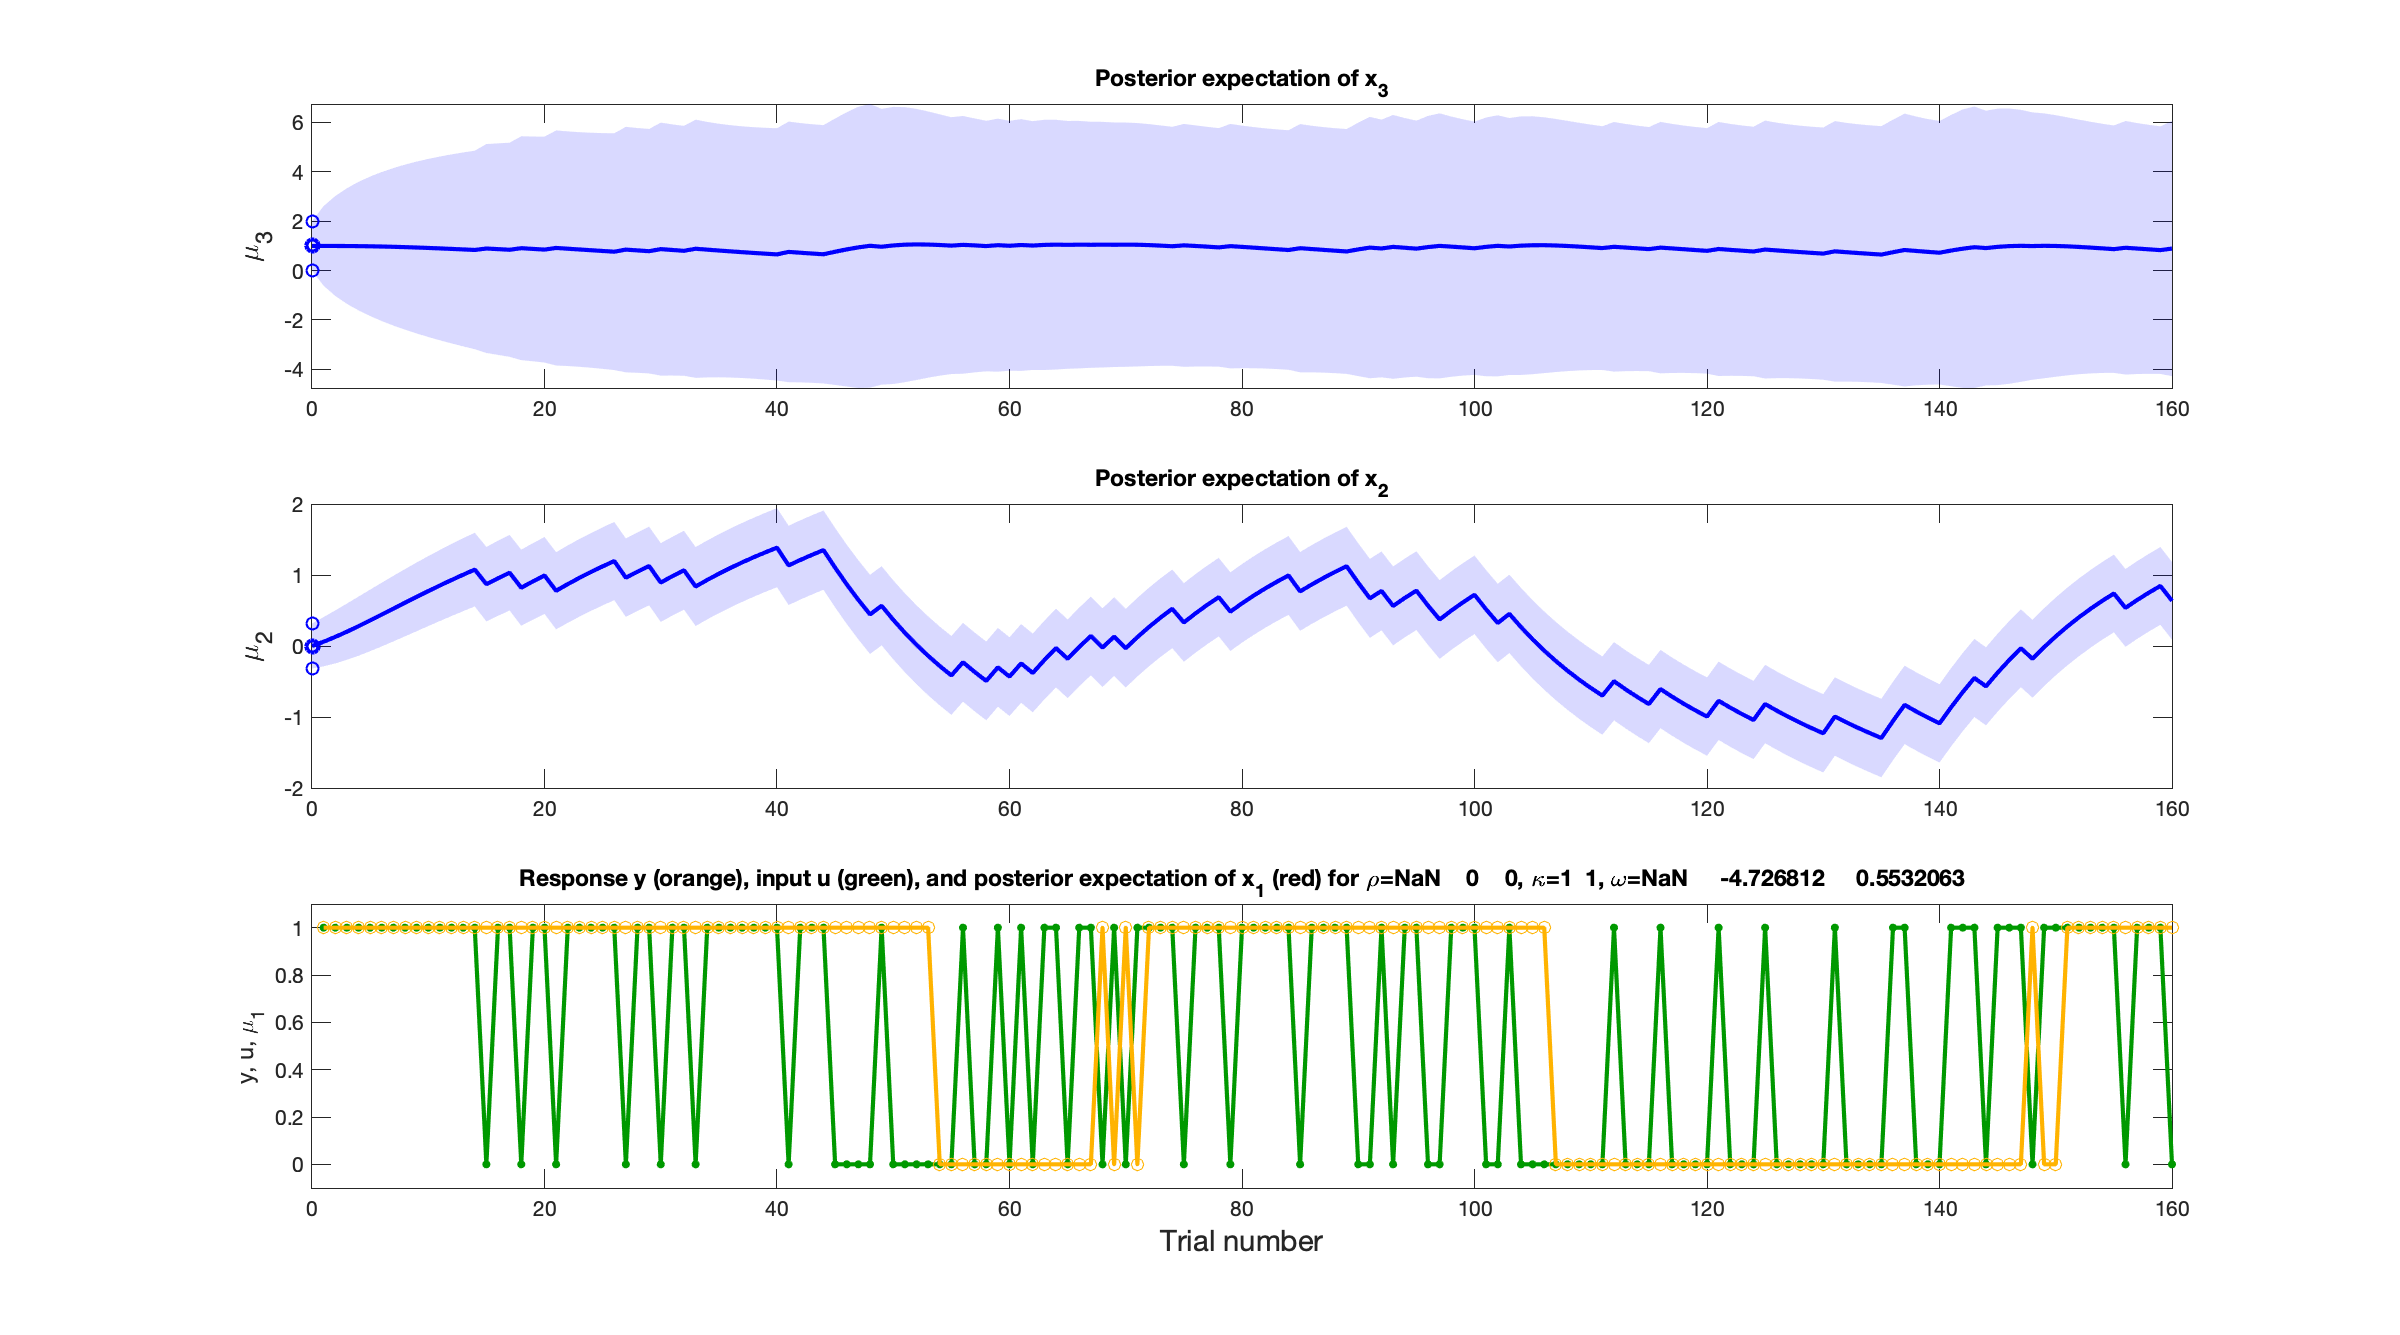 Posterior expectation of x3
μ3
6
4
2
0
-2
-4
0 20 40 60 80 100 120 140 160
Posterior expectation of x2
μ2
2
1
0
-1
-2
0 20 40 60 80 100 120 140 160
Response y (orange), input u (green), and posterior expectation of x1 (red) for ρ=NaN 0 0, κ=1 1, ω=NaN -4.726812 0.5532063
y, u, μ1
1
0.8
0.6
0.4
0.2
0
0 20 40 60 80 100 120 140 160
Trial number